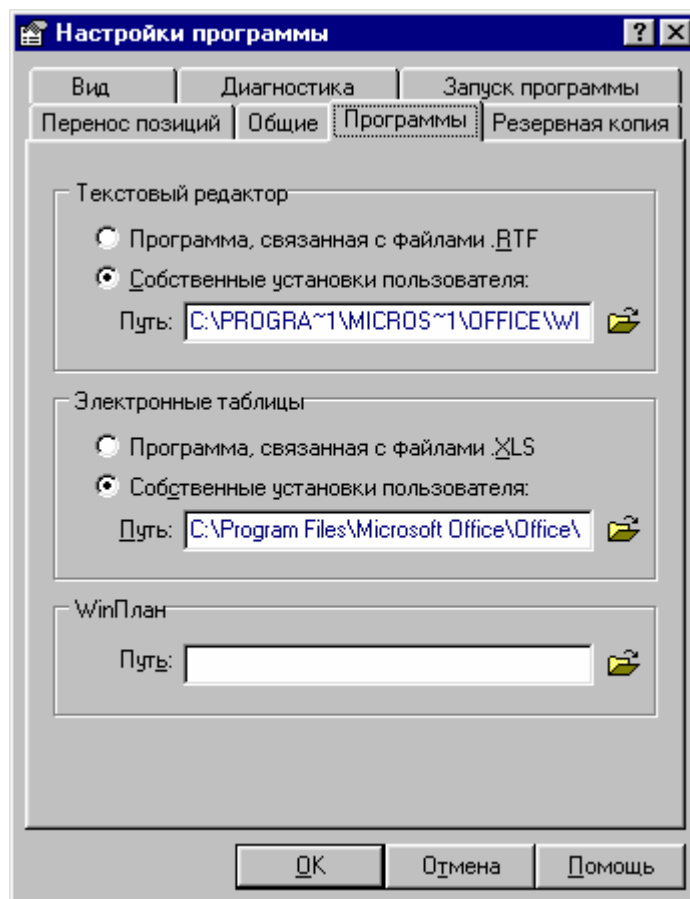 Настройки программы
Вид Диагностика Запуск программы
Перенос позиций Общие Программы Резервная копия
Текстовый редактор
Программа, связанная с файлами .RTF
Собственные установки пользователя:
Путь: C:\PROGRA~1\MICROS~1\OFFICE\WI
Электронные таблицы
Программа, связанная с файлами .XLS
Собственные установки пользователя:
Путь: C:\Program Files\Microsoft Office\Office\
WinПлан
Путь:
OK Отмена Помощь